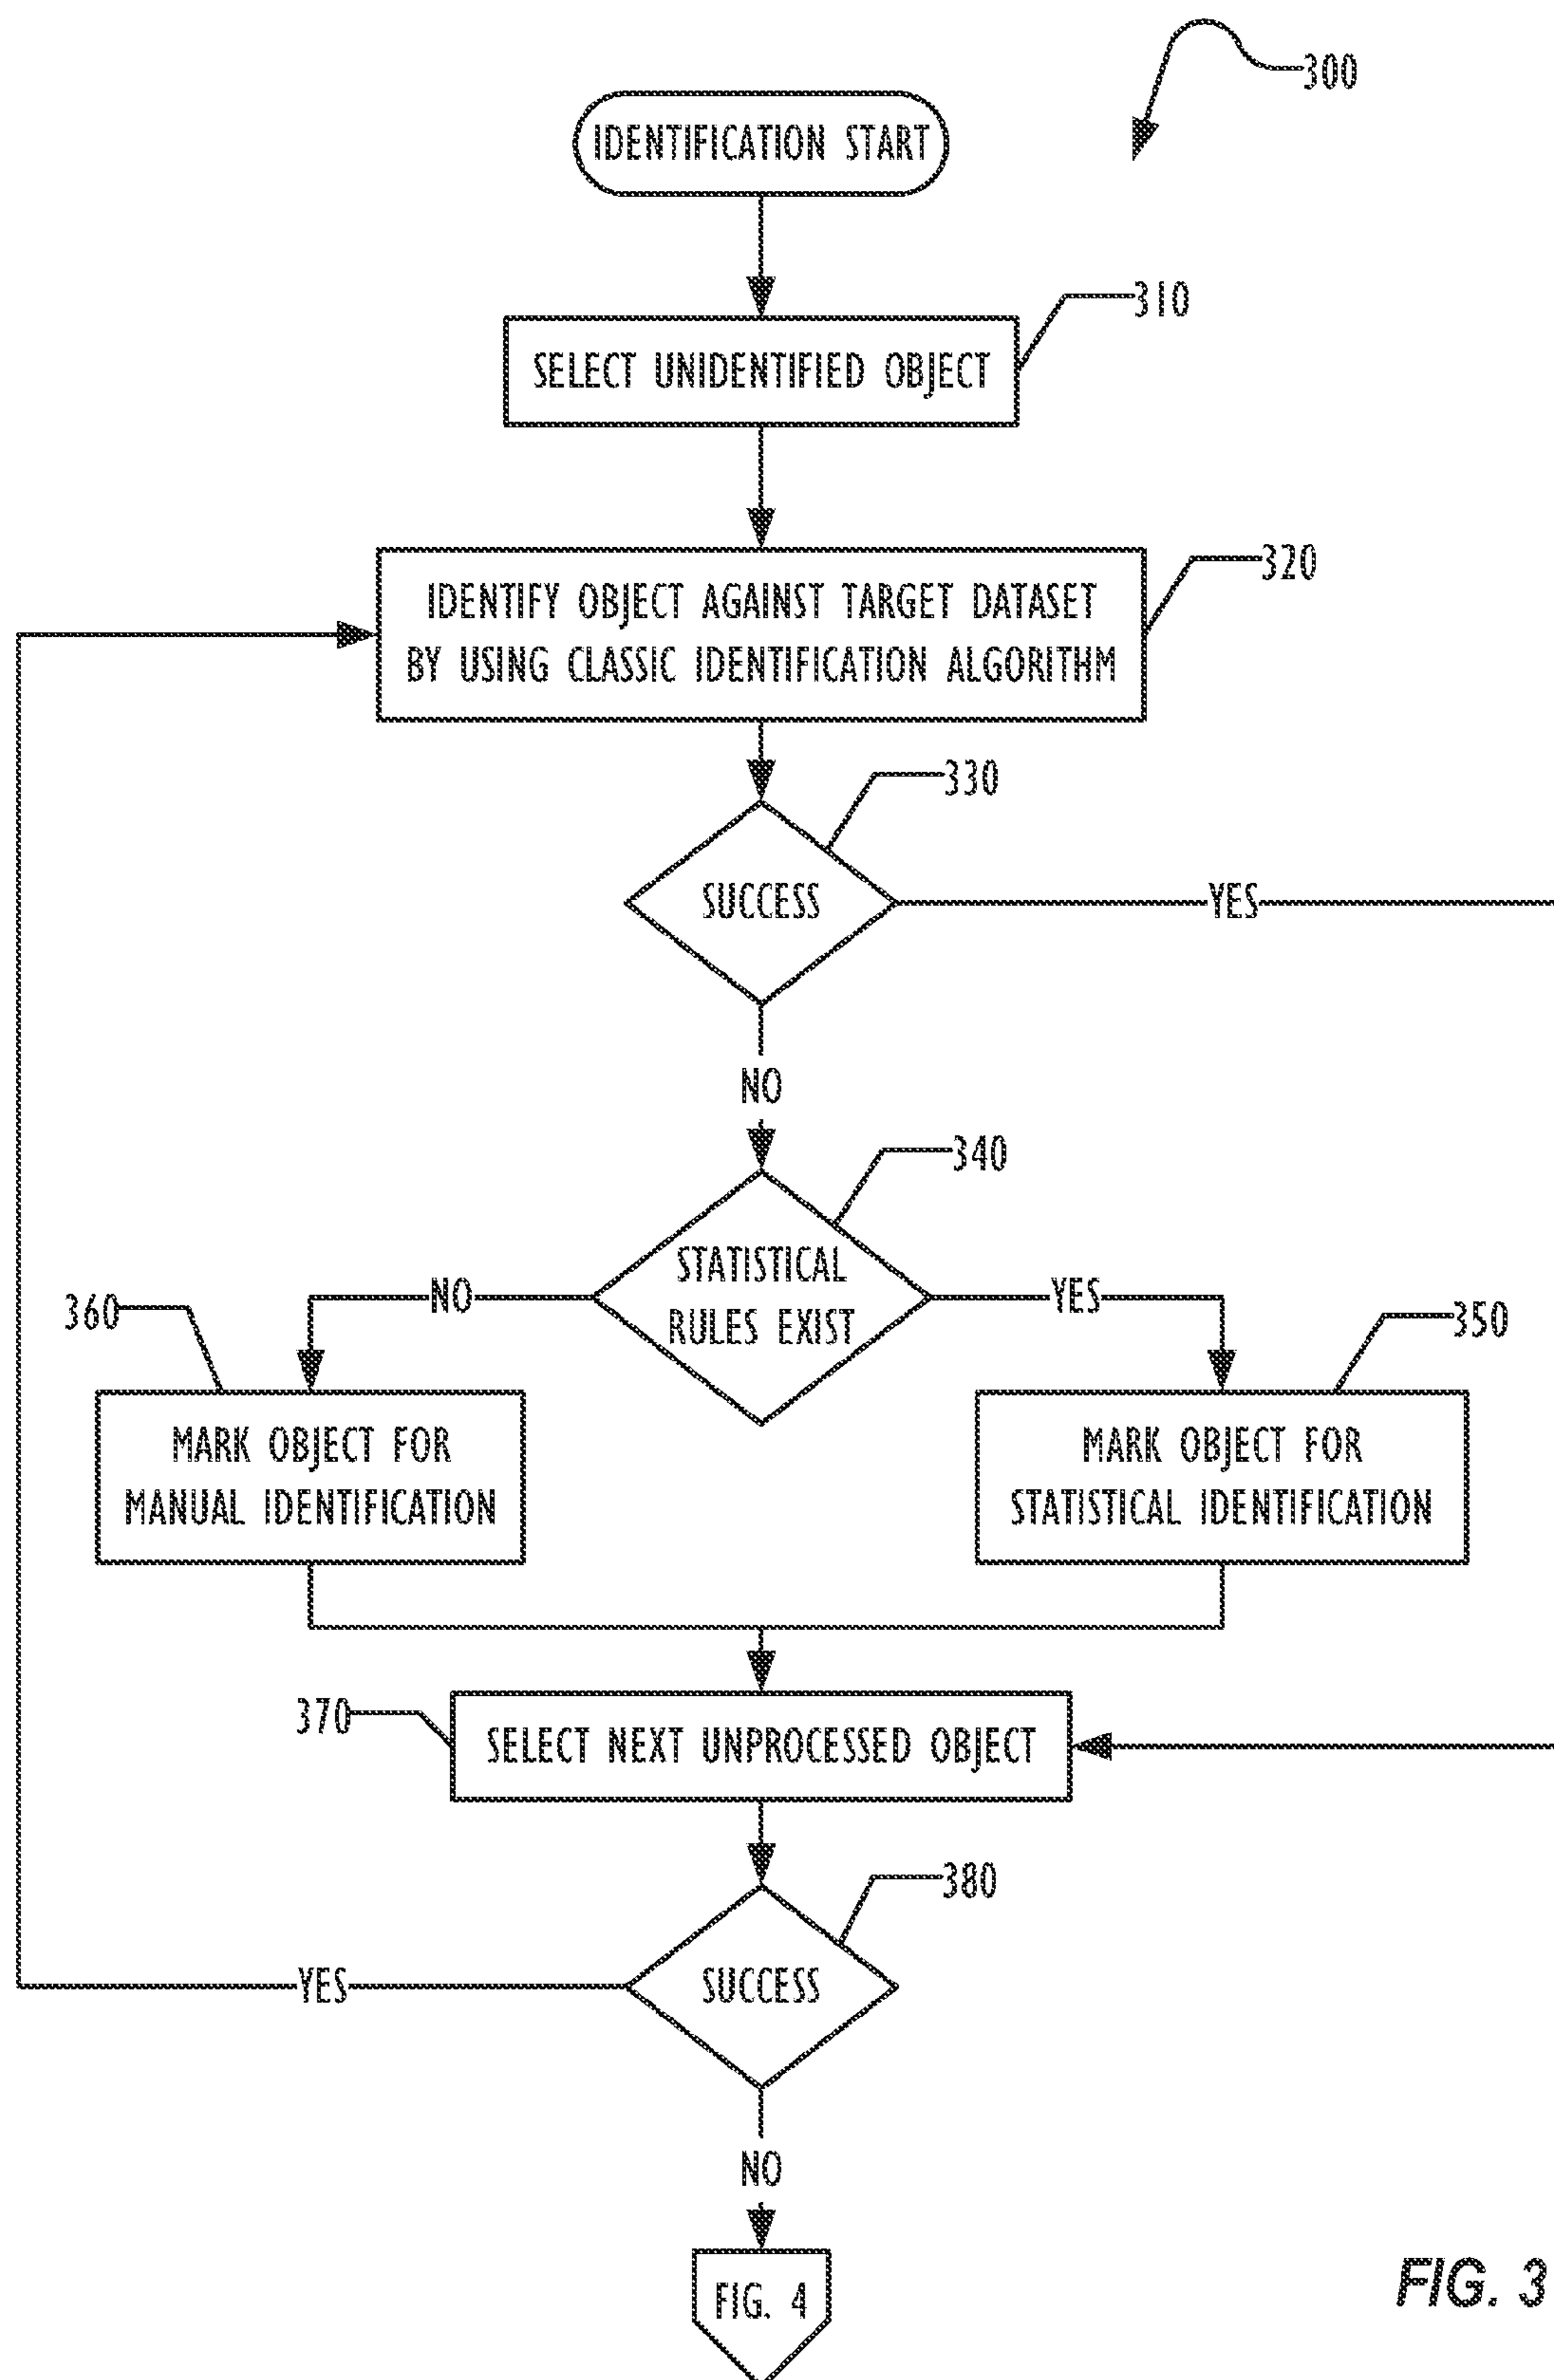 300
IDENTIFICATION START
310
SELECT UNIDENTIFIED OBJECT
320
IDENTIFY OBJECT AGAINST TARGET DATASET
BY USING CLASSIC IDENTIFICATION ALGORITHM
330
SUCCESS
YES
NO
340
STATISTICAL
RULES EXIST
NO
YES
360
350
MARK OBJECT FOR
MANUAL IDENTIFICATION
MARK OBJECT FOR
STATISTICAL IDENTIFICATION
370
SELECT NEXT UNPROCESSED OBJECT
380
SUCCESS
YES
NO
FIG. 4
FIG. 3